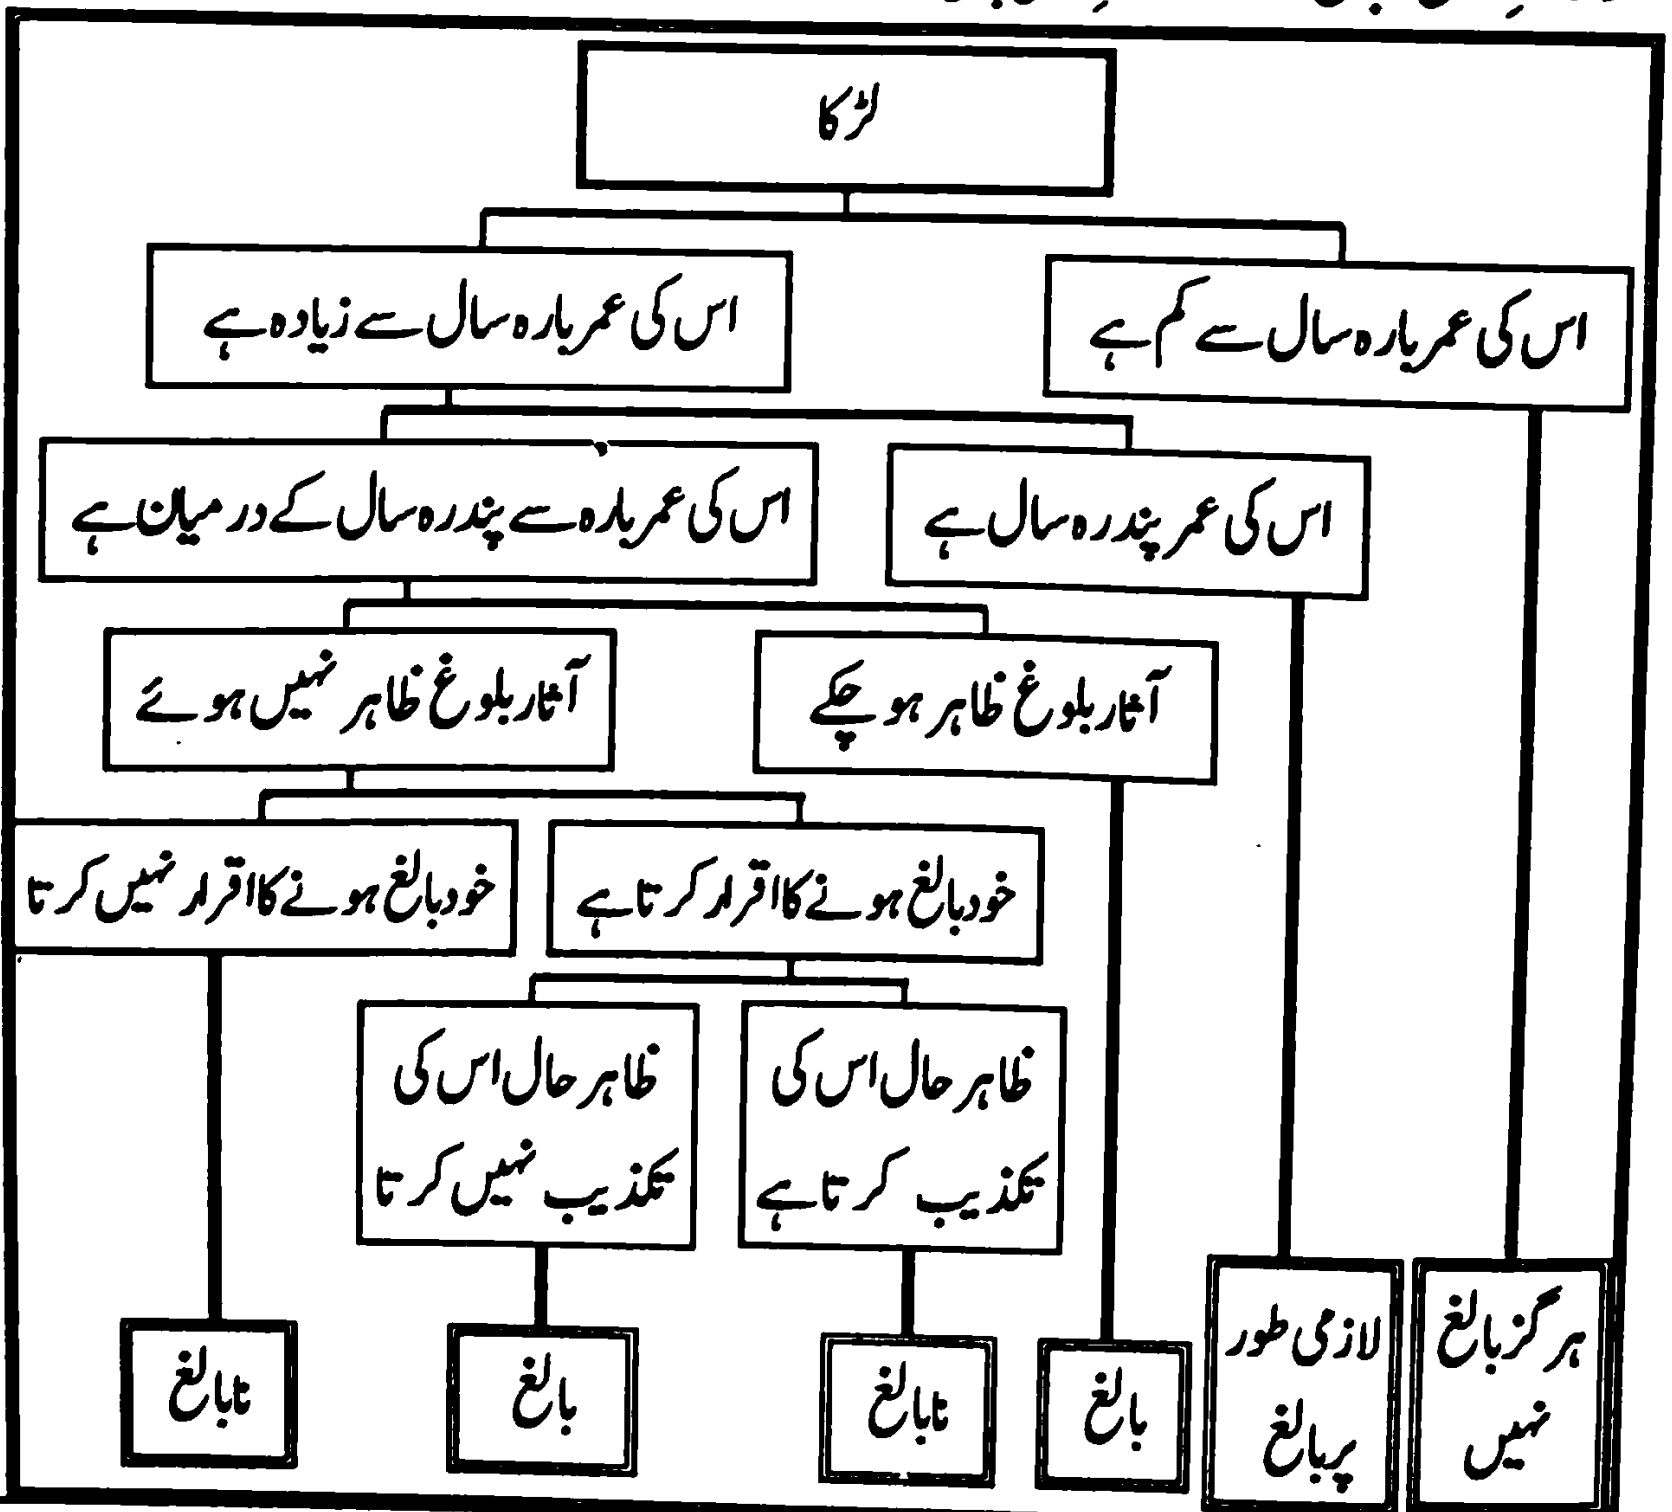 لڑکا
اس کی عمر بارہ سال سے کم ہے
اس کی عمر بارہ سال سے زیادہ ہے
اس کی عمر پندرہ سال ہے
اس کی عمر بارہ سے پندرہ سال کے درمیان ہے
آثار بلوغ ظاہر ہو چکے
آثار بلوغ ظاہر نہیں ہوئے
خود بالغ ہونے کا اقرار کرتا ہے
خود بالغ ہونے کا اقرار نہیں کرتا
ظاہر حال اس کی
تکذیب کرتا ہے
ظاہر حال اس کی
تکذیب نہیں کرتا
ہرگز بالغ
نہیں
لازمی طور
پر بالغ
بالغ
نابالغ
بالغ
نابالغ